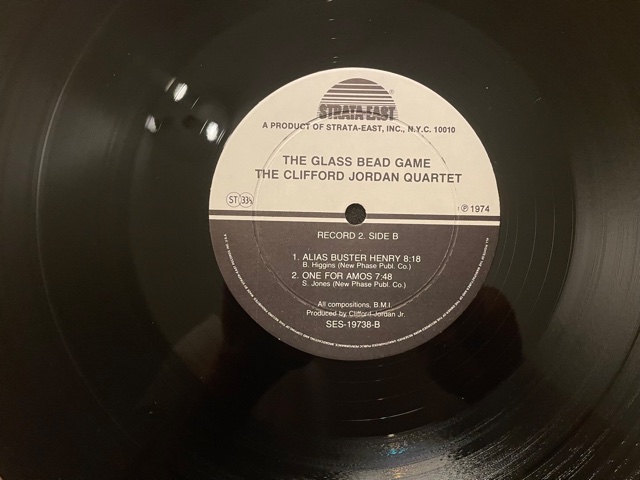 STRATA-EAST
®
A PRODUCT OF STRATA-EAST, INC., N.Y.C. 10010
THE GLASS BEAD GAME
THE CLIFFORD JORDAN QUARTET
ST 33⅓
℗ 1974
RECORD 2. SIDE B
1. ALIAS BUSTER HENRY 8:18
B. Higgins (New Phase Publ. Co.)
2. ONE FOR AMOS 7:48
S. Jones (New Phase Publ. Co.)
All compositions, B.M.I.
Produced by Clifford Jordan Jr.
SES-19738-B